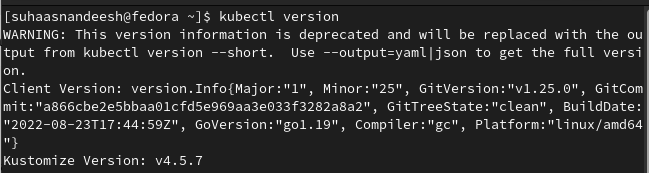 [suhaasnandeesh@fedora ~]$ kubectl version
WARNING: This version information is deprecated and will be replaced with the ou
tput from kubectl version --short.  Use --output=yaml|json to get the full versi
on.
Client Version: version.Info{Major:"1", Minor:"25", GitVersion:"v1.25.0", GitCom
mit:"a866cbe2e5bbaa01cfd5e969aa3e033f3282a8a2", GitTreeState:"clean", BuildDate:
"2022-08-23T17:44:59Z", GoVersion:"go1.19", Compiler:"gc", Platform:"linux/amd64
"}
Kustomize Version: v4.5.7